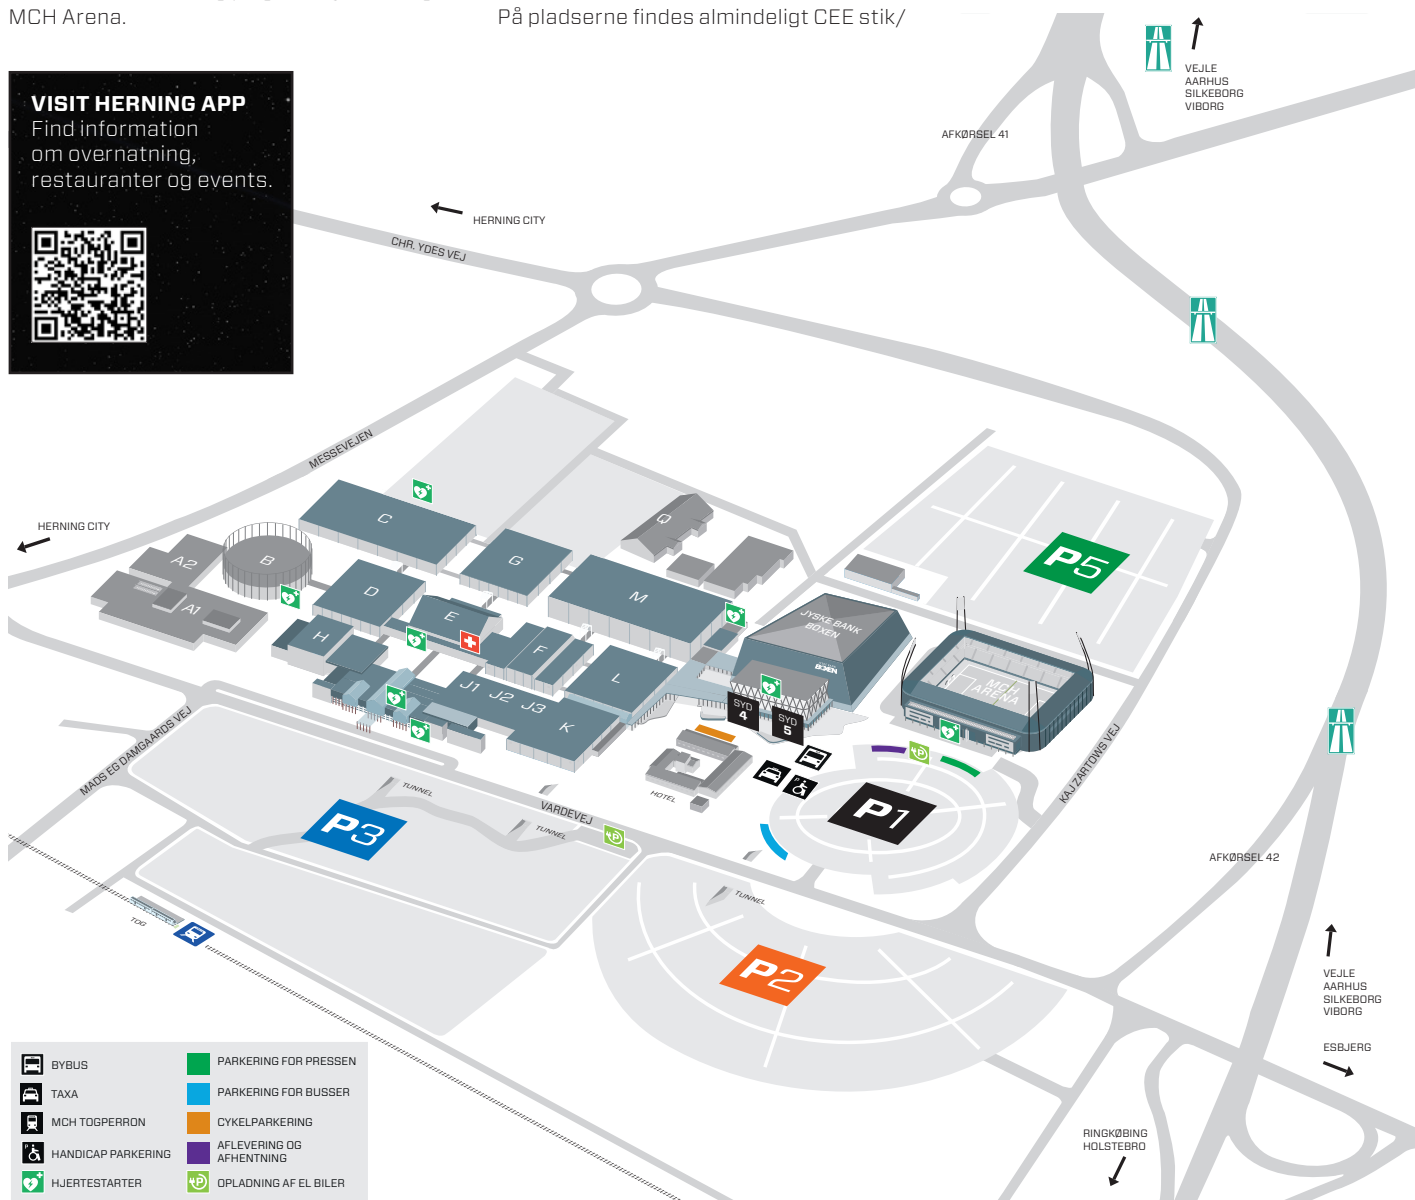 MCH Arena.
På pladserne findes almindeligt CEE stik/
VISIT HERNING APP
Find information
om overnatning,
restauranter og events.
VEJLE
AARHUS
SILKEBORG
VIBORG
AFKØRSEL 41
HERNING CITY
CHR. YDES VEJ
MESSEVEJEN
HERNING CITY
C
Q
G
B
A2
A1
D
E
M
H
F
L
J1
J2
J3
K
JYSKE BANK
BOXEN
BOXEN
P5
MCH
ARENA
SYD
4
SYD
5
P
HOTEL
P
P1
KAJ ZARTOWS VEJ
MADS EG DAMGAARDS VEJ
TUNNEL
VARDEVEJ
TUNNEL
P
P3
AFKØRSEL 42
TUNNEL
TOG
P2
VEJLE
AARHUS
SILKEBORG
VIBORG
ESBJERG
RINGKØBING
HOLSTEBRO
BYBUS
TAXA
MCH TOGPERRON
P
HANDICAP PARKERING
HJERTESTARTER
PARKERING FOR PRESSEN
PARKERING FOR BUSSER
CYKELPARKERING
AFLEVERING OG
AFHENTNING
P
OPLADNING AF EL BILER